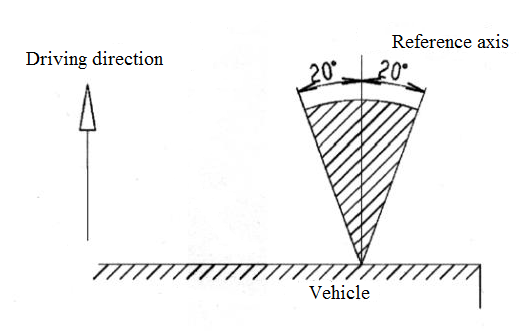 Reference axis
Driving direction
20° 20°
Vehicle